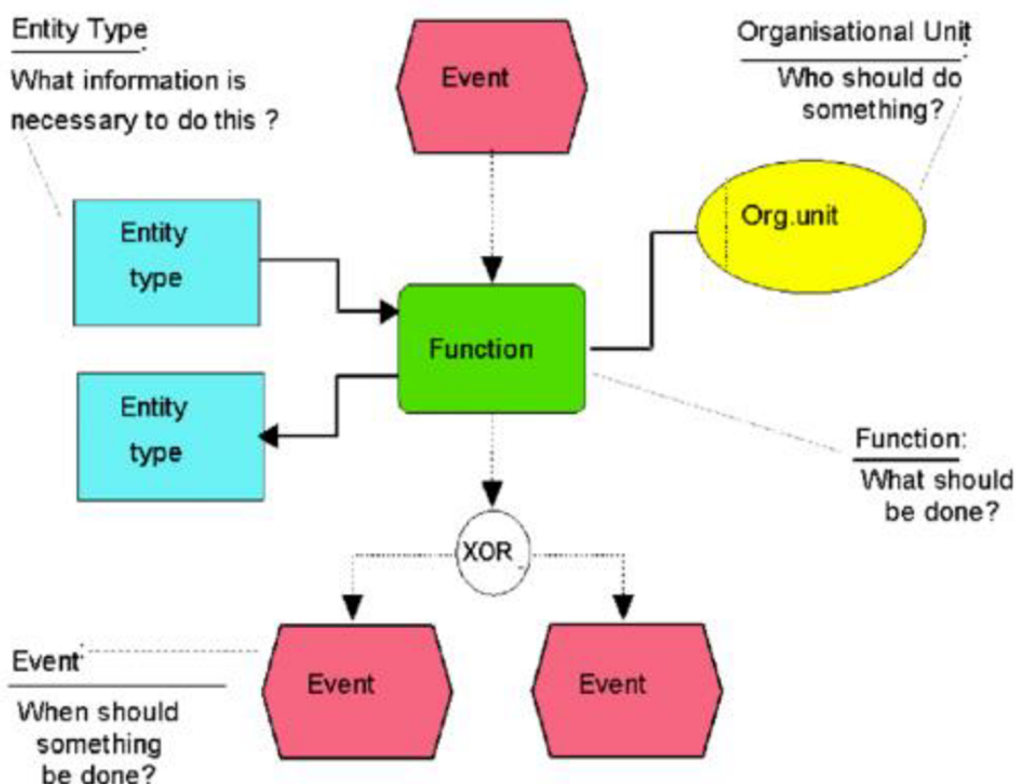 Entity Type:
What information is
necessary to do this ?
Event
Organisational Unit:
Who should do
something?
Entity
type
Org.unit
Function
Entity
type
Function:
What should
be done?
XOR
Event:
When should
something
be done?
Event
Event